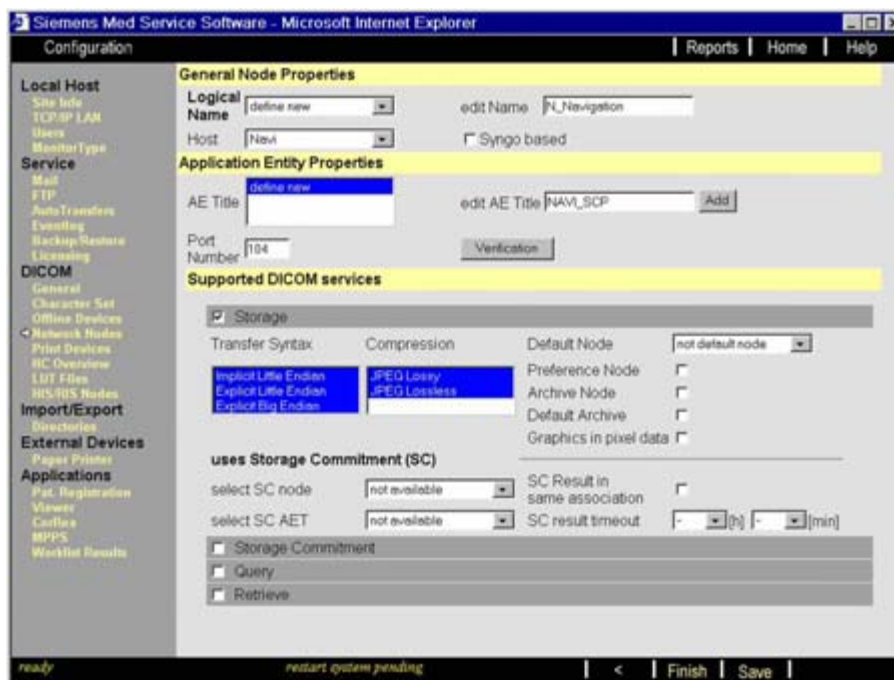 Siemens Med Service Software - Microsoft Internet Explorer
Configuration
Reports Home Help
Local Host
Site Info
TCP/IP LAN
Users
MonitorType
Service
Mail
FTP
AutoTransfers
Eventlog
Backup/Restore
Licensing
DICOM
General
Character Set
Offline Devices
Network Nodes
Print Devices
HC Overview
LUT Files
HIS/RIS Nodes
Import/Export
Directories
External Devices
Paper Printer
Applications
Pat. Registration
Viewer
MPPS
Worklist Results
General Node Properties
Logical Name define new edit Name N_Navigation
Host Navi Syngo based
Application Entity Properties
AE Title define new edit AE Title NAVI_SCP Add
Port Number 104 Verification
Supported DICOM services
Storage
Transfer Syntax Compression Default Node not default node
Implicit Little Endian JPEG Lossy Preference Node
Explicit Little Endian JPEG Lossless Archive Node
Explicit Big Endian Default Archive
Graphics in pixel data
uses Storage Commitment (SC)
select SC node not available SC Result in same association
select SC AET not available SC result timeout - [h] - [min]
Storage Commitment
Query
Retrieve
ready restart system pending < Finish Save